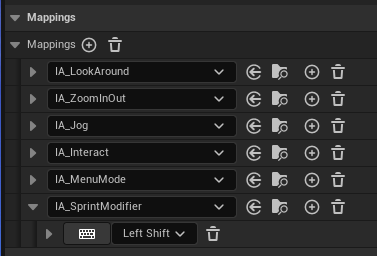 Mappings
Mappings
IA_LookAround
IA_ZoomInOut
IA_Jog
IA_Interact
IA_MenuMode
IA_SprintModifier
Left Shift